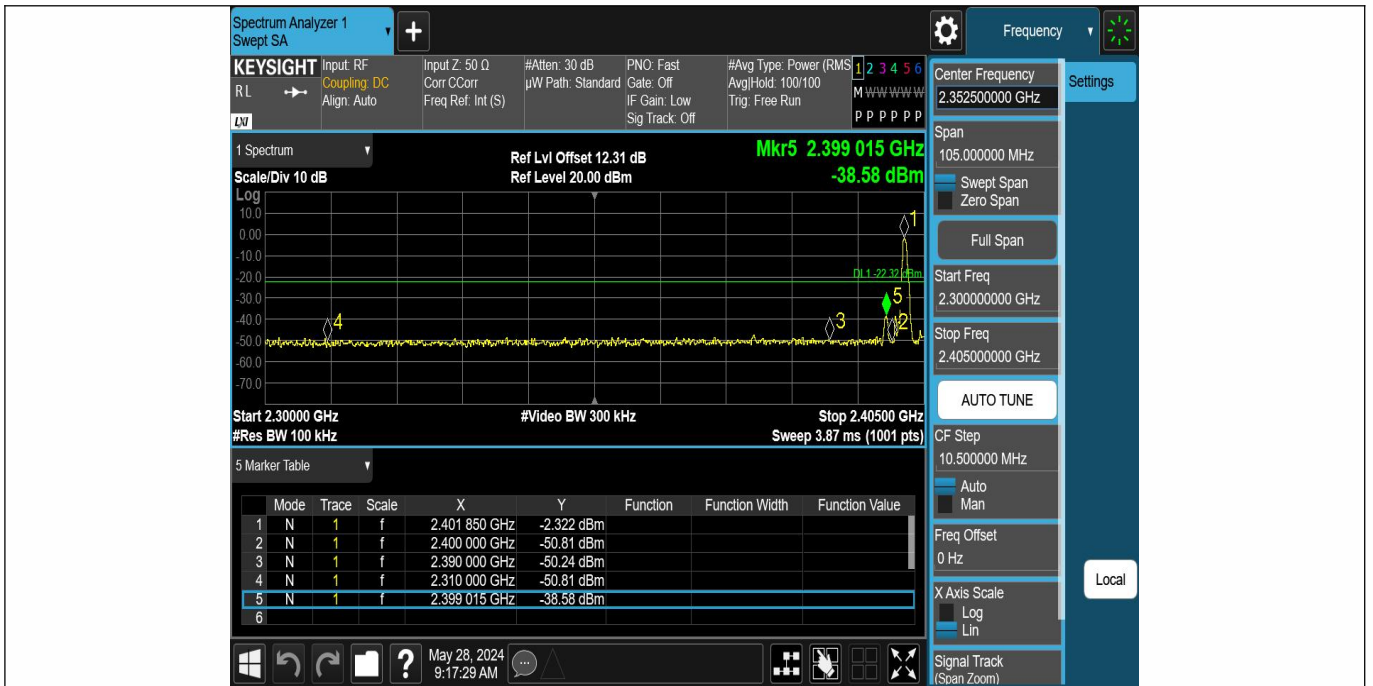 Spectrum Analyzer 1
Swept SA
Frequency
KEYSIGHT
RL
LXI
Input: RF
Coupling: DC
Align: Auto
Input Z: 50 Ω
Corr CCorr
Freq Ref: Int (S)
#Atten: 30 dB
µW Path: Standard
PNO: Fast
Gate: Off
IF Gain: Low
Sig Track: Off
#Avg Type: Power (RMS
Avg|Hold: 100/100
Trig: Free Run
1 2 3 4 5 6
M W W W W W
P P P P P P
Center Frequency
2.352500000 GHz
Settings
Span
105.000000 MHz
Swept Span
Zero Span
Full Span
Start Freq
2.300000000 GHz
Stop Freq
2.405000000 GHz
AUTO TUNE
CF Step
10.500000 MHz
Auto
Man
Freq Offset
0 Hz
X Axis Scale
Log
Lin
Signal Track
(Span Zoom)
Local
1 Spectrum
Scale/Div 10 dB
Ref Lvl Offset 12.31 dB
Ref Level 20.00 dBm
Mkr5 2.399 015 GHz
-38.58 dBm
Log
10.0
0.00
-10.0
-20.0
-30.0
-40.0
-50.0
-60.0
-70.0
1
DL1 -22.32 dBm
5
4
3
2
Start 2.30000 GHz
#Video BW 300 kHz
Stop 2.40500 GHz
#Res BW 100 kHz
Sweep 3.87 ms (1001 pts)
5 Marker Table
Mode Trace Scale X Y Function Function Width Function Value
1 N 1 f 2.401 850 GHz -2.322 dBm
2 N 1 f 2.400 000 GHz -50.81 dBm
3 N 1 f 2.390 000 GHz -50.24 dBm
4 N 1 f 2.310 000 GHz -50.81 dBm
5 N 1 f 2.399 015 GHz -38.58 dBm
6
?
May 28, 2024
9:17:29 AM